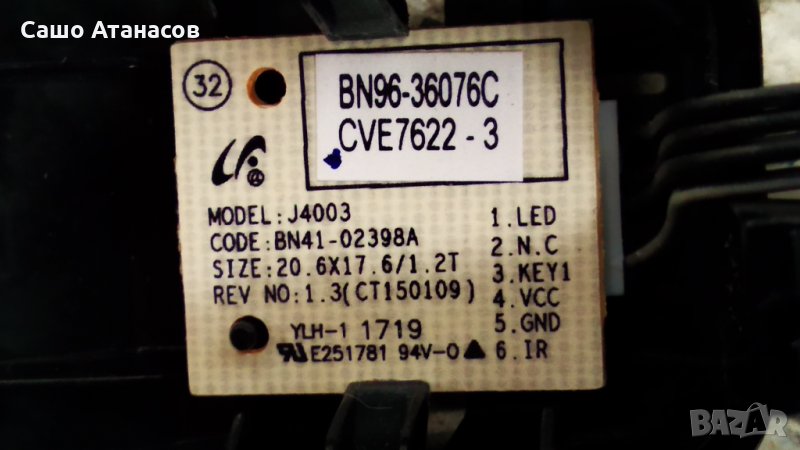 Сашо Атанасов
32
BN96-36076C
CVE7622 - 3
MODEL: J4003
CODE: BN41-02398A
SIZE: 20.6X17.6/1.2T
REV NO: 1.3(CT150109)
YLH-1 1719
E251781 94V-0
1.LED
2.N.C
3.KEY1
4.VCC
5.GND
6.IR
BAZAR